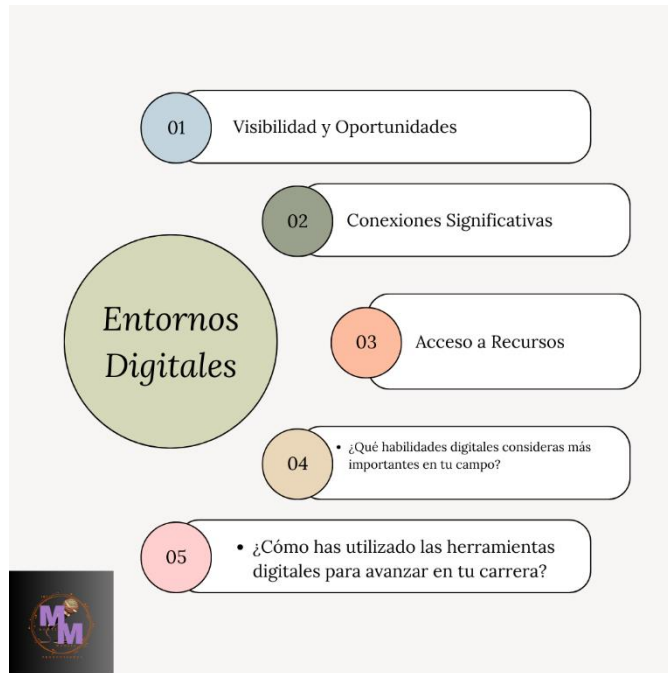 01
Visibilidad y Oportunidades
02
Conexiones Significativas
Entornos
Digitales
03
Acceso a Recursos
04
• ¿Qué habilidades digitales consideras más
importantes en tu campo?
05
• ¿Cómo has utilizado las herramientas
digitales para avanzar en tu carrera?
M
M